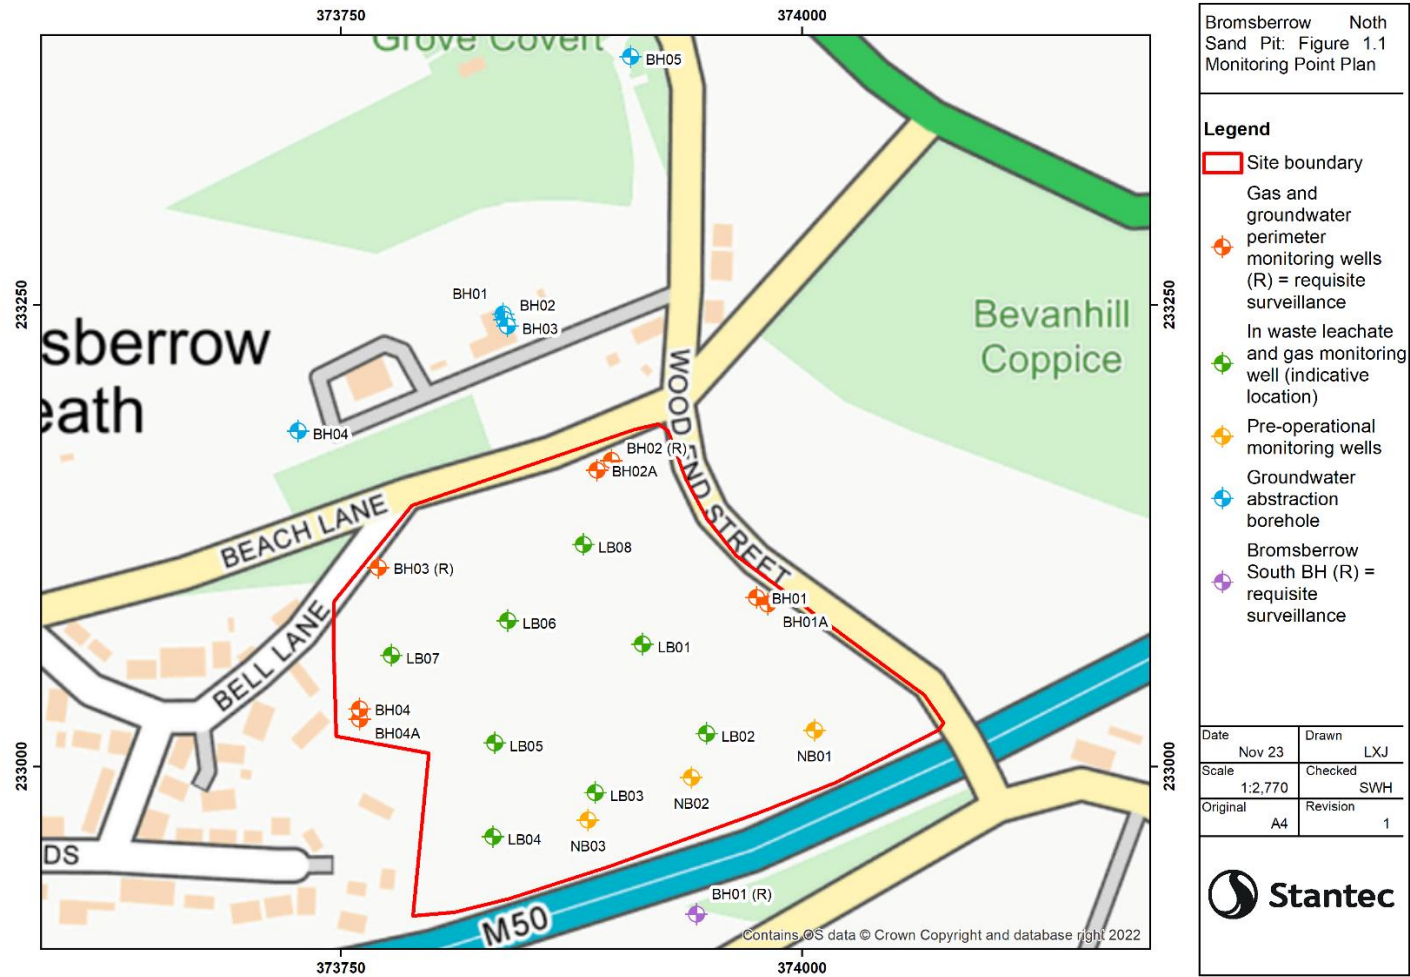 373750
374000
Grove Covert
BH05
233250
233250
BH01
BH02
BH03
sberrow
eath
BH04
Bevanhill
Coppice
WOOD END STREET
BEACH LANE
BELL LANE
BH02 (R)
BH02A
LB08
BH03 (R)
BH01
BH01A
LB06
LB01
LB07
BH04
BH04A
LB05
LB02
NB01
233000
233000
NB02
LB03
NB03
LB04
DS
BH01 (R)
M50
Contains OS data © Crown Copyright and database right 2022
373750
374000
Bromsberrow Noth
Sand Pit: Figure 1.1
Monitoring Point Plan
Legend
Site boundary
Gas and
groundwater
perimeter
monitoring wells
(R) = requisite
surveillance
In waste leachate
and gas monitoring
well (indicative
location)
Pre-operational
monitoring wells
Groundwater
abstraction
borehole
Bromsberrow
South BH (R) =
requisite
surveillance
Date
Nov 23
Drawn
LXJ
Scale
1:2,770
Checked
SWH
Original
A4
Revision
1
Stantec